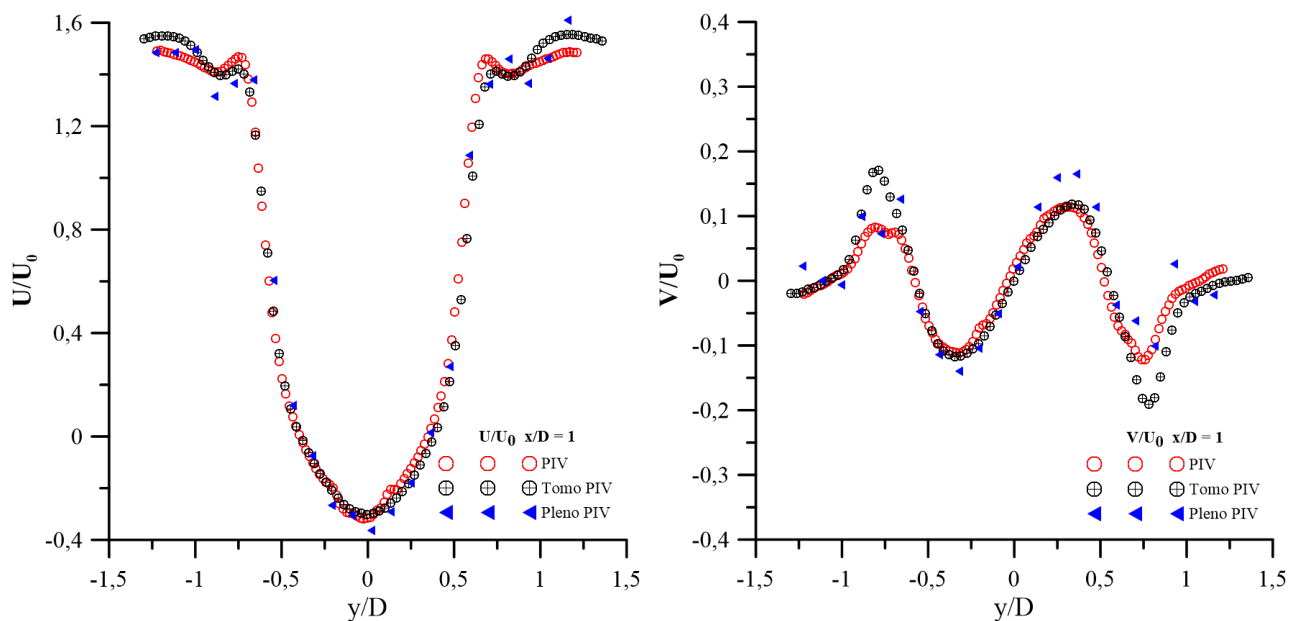 1,6
1,2
0,8
0,4
0
-0,4
U/U0
-1,5 -1 -0,5 0 0,5 1 1,5
y/D
U/U0 x/D = 1
PIV
Tomo PIV
Pleno PIV
0,4
0,3
0,2
0,1
0
-0,1
-0,2
-0,3
-0,4
V/U0
-1,5 -1 -0,5 0 0,5 1 1,5
y/D
V/U0 x/D = 1
PIV
Tomo PIV
Pleno PIV